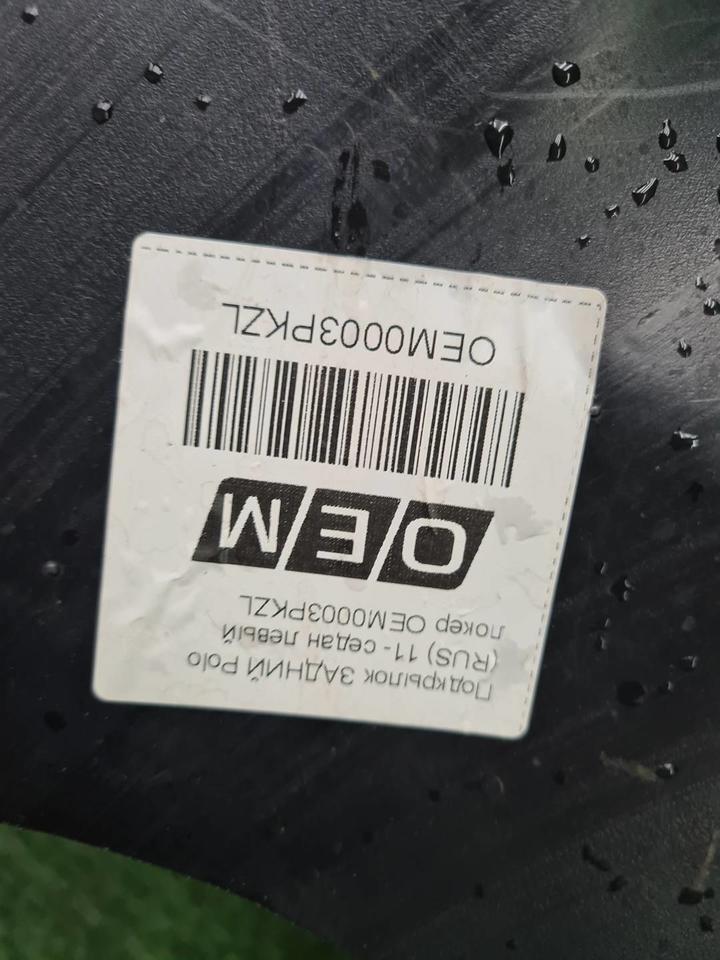 Подкрылок ЗАДНИЙ Polo
(RUS) 11 - седан левый
локер OEM0003PKZL
OEM
OEM0003PKZL